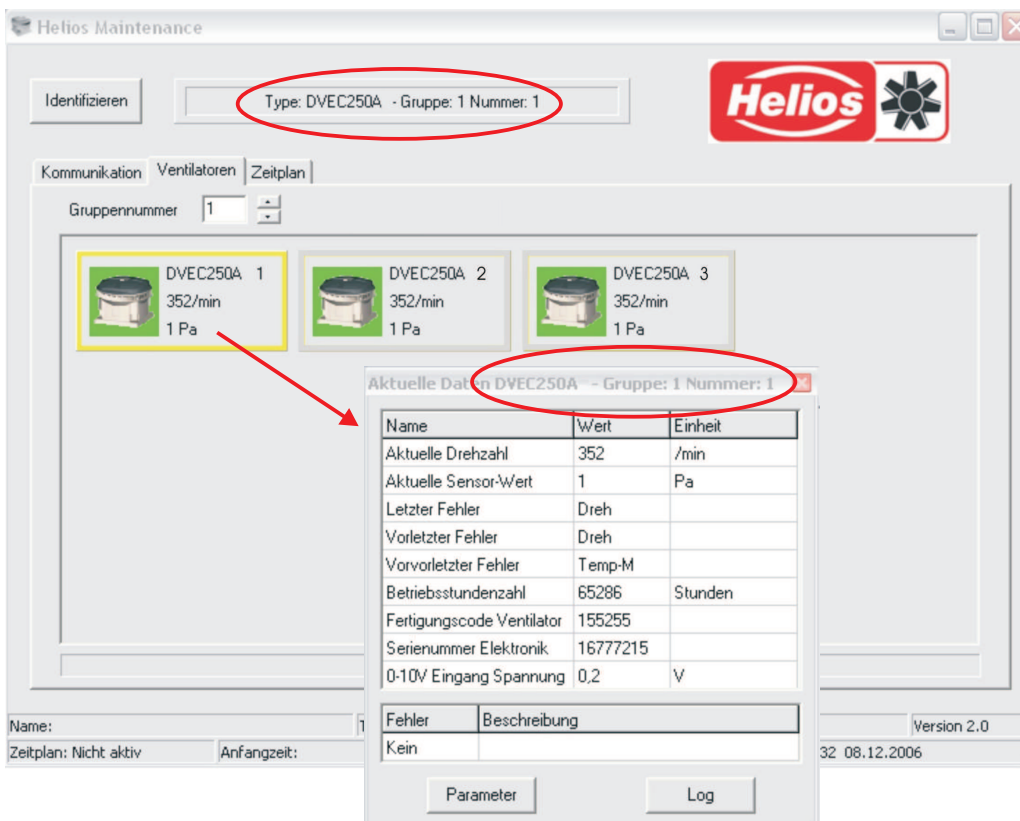 Helios Maintenance
Identifizieren
Type: DVEC250A - Gruppe: 1 Nummer: 1
Helios
Kommunikation Ventilatoren Zeitplan
Gruppennummer 1
DVEC250A 1
352/min
1 Pa
DVEC250A 2
352/min
1 Pa
DVEC250A 3
352/min
1 Pa
Aktuelle Daten DVEC250A - Gruppe: 1 Nummer: 1
Name Wert Einheit
Aktuelle Drehzahl 352 /min
Aktuelle Sensor-Wert 1 Pa
Letzter Fehler Dreh
Vorletzter Fehler Dreh
Vorvorletzter Fehler Temp-M
Betriebsstundenzahl 65286 Stunden
Fertigungscode Ventilator 155255
Serienummer Elektronik 16777215
0-10V Eingang Spannung 0,2 V
Fehler Beschreibung
Kein
Parameter Log
Name: Version 2.0
Zeitplan: Nicht aktiv Anfangzeit: 32 08.12.2006